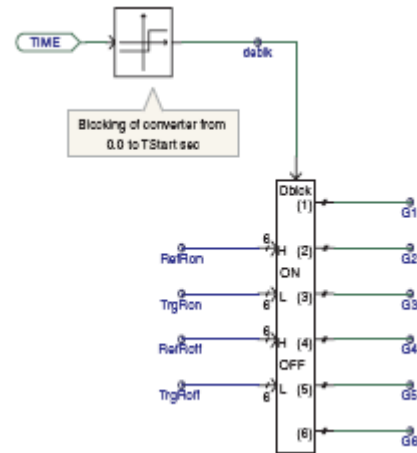 TIME
deblk
Blocking of converter from
0.0 to TStart sec
Dblck
(1)
G1
6
RefRon
H
(2)
G2
ON
TrgRon
6
L
(3)
G3
6
RefRoff
H
(4)
G4
OFF
TrgRoff
6
L
(5)
G5
(6)
G6